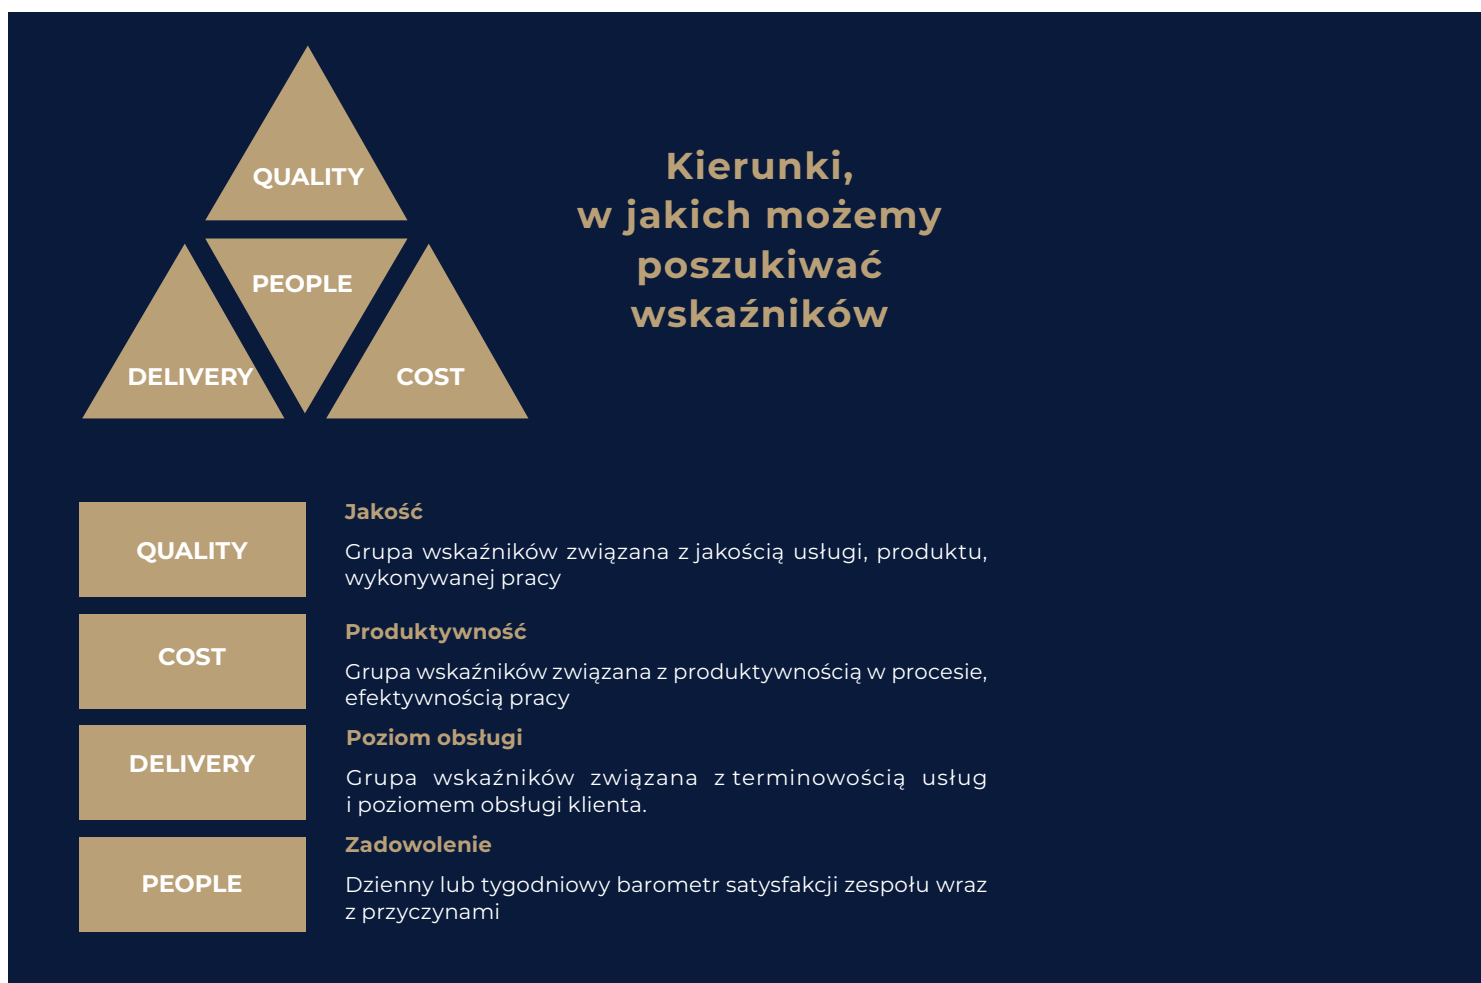 QUALITY
PEOPLE
DELIVERY
COST
Kierunki,
w jakich możemy
poszukiwać
wskaźników
QUALITY
Jakość
Grupa wskaźników związana z jakością usługi, produktu,
wykonywanej pracy
COST
Produktywność
Grupa wskaźników związana z produktywnością w procesie,
efektywnością pracy
DELIVERY
Poziom obsługi
Grupa wskaźników związana z terminowością usług
i poziomem obsługi klienta.
PEOPLE
Zadowolenie
Dzienny lub tygodniowy barometr satysfakcji zespołu wraz
z przyczynami